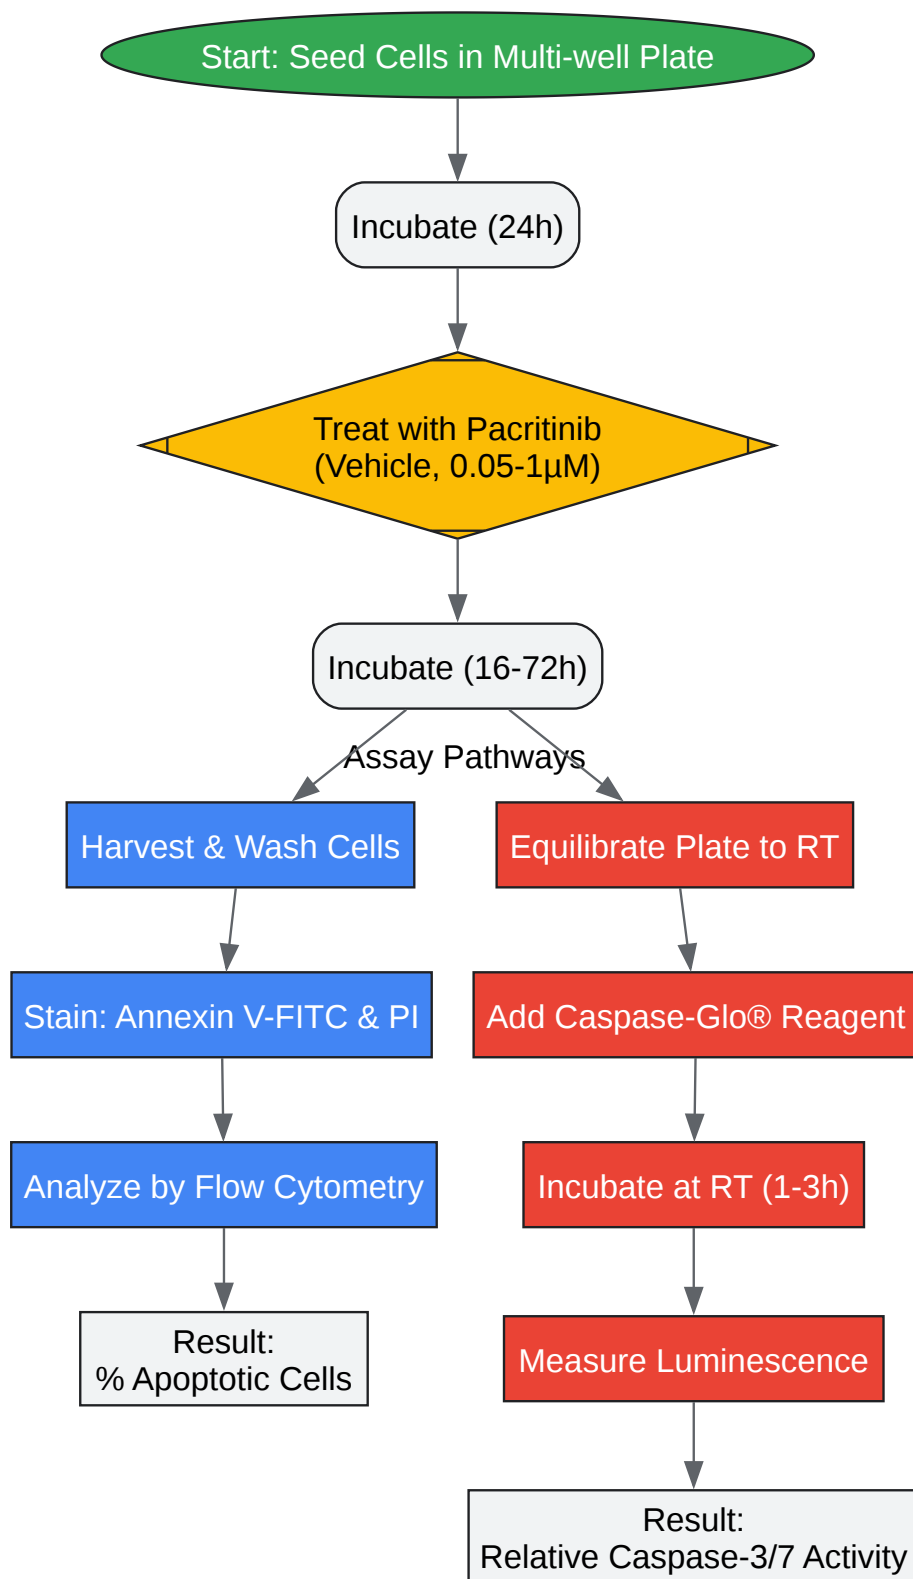 Start: Seed Cells in Multi-well Plate
Incubate (24h)
Treat with Pacritinib
(Vehicle, 0.05-1µM)
Incubate (16-72h)
Assay Pathways
Harvest & Wash Cells
Stain: Annexin V-FITC & PI
Analyze by Flow Cytometry
Result:
% Apoptotic Cells
Equilibrate Plate to RT
Add Caspase-Glo® Reagent
Incubate at RT (1-3h)
Measure Luminescence
Result:
Relative Caspase-3/7 Activity